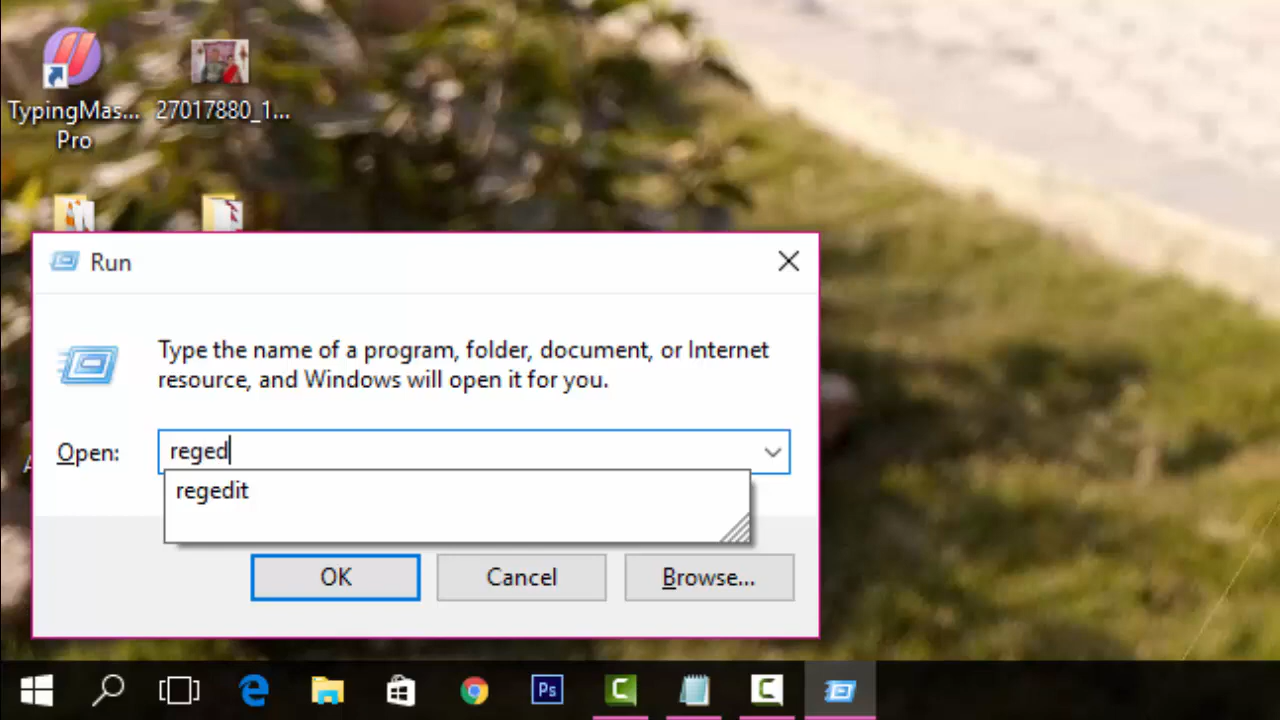 TypingMas... 27017880_1...
Pro
Run
Type the name of a program, folder, document, or Internet
resource, and Windows will open it for you.
Open: reged
regedit
OK Cancel Browse...
Ps